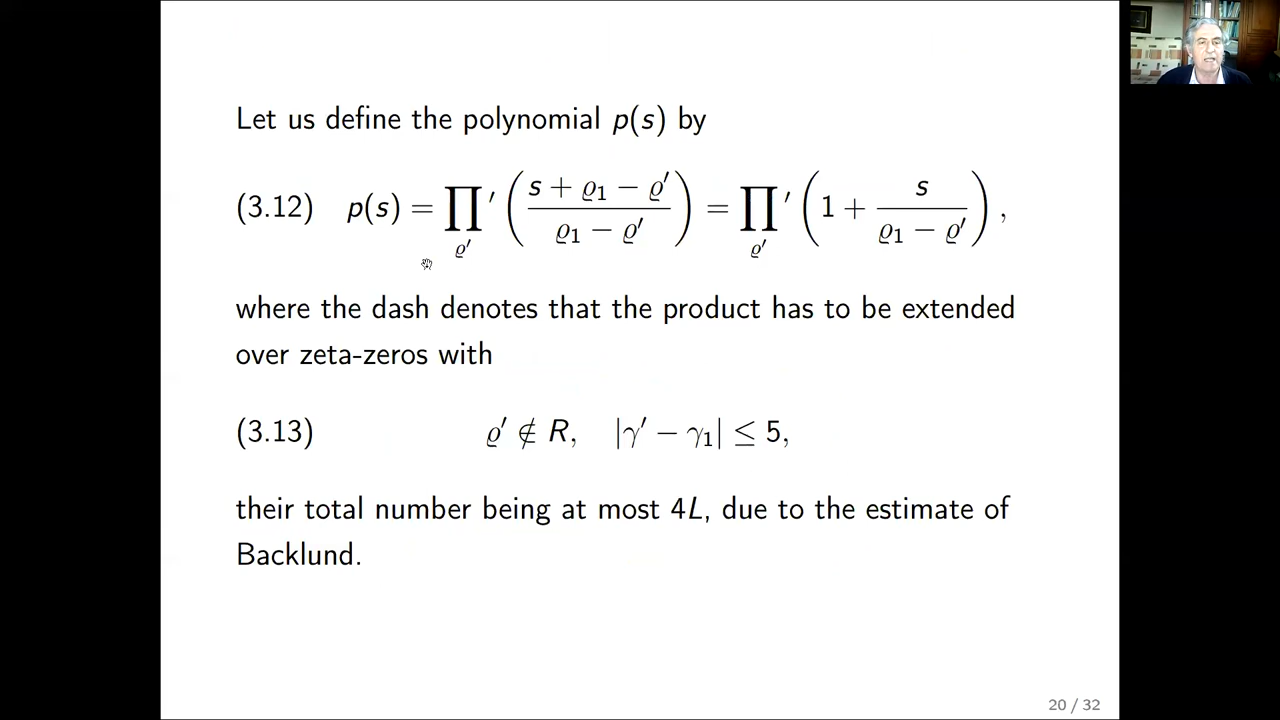 Let us define the polynomial p(s) by
(3.12) p(s) = ∏′_{ϱ′} ( (s + ϱ₁ − ϱ′) / (ϱ₁ − ϱ′) ) = ∏′_{ϱ′} ( 1 + s / (ϱ₁ − ϱ′) ) ,
where the dash denotes that the product has to be extended
over zeta-zeros with
(3.13) ϱ′ ∉ R, |γ′ − γ₁| ≤ 5,
their total number being at most 4L, due to the estimate of
Backlund.
20 / 32